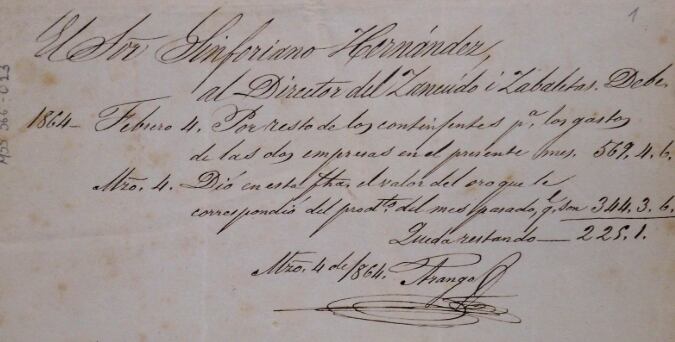 1
El Sor Sinforiano Hernández,
al Director del Zancudo i Zabaletas. Debe
1864 - Febrero 4. Por resto de los continjentes pa. los gastos
de las dos empresas en el presente mes. 569.4.6.
Mzo. 4. Dió en esta fha. el valor del oro que le
correspondió del prodto. del mes pasado, q. son 344.3.6.
Queda restando — 225.1.
Mzo. 4 de 1864. Arango